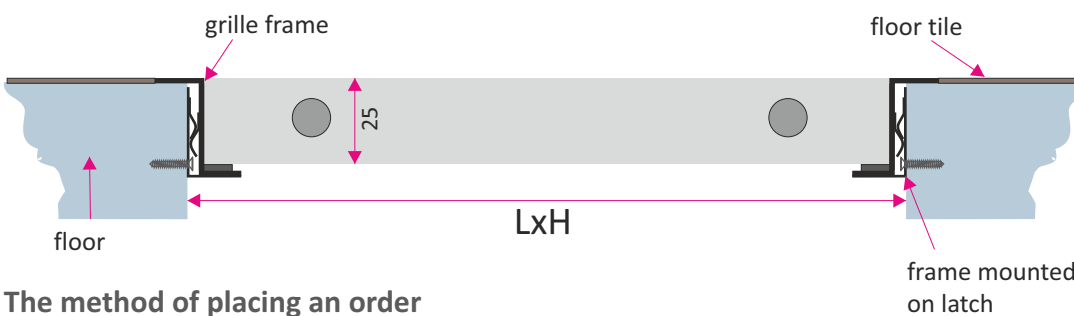 grille frame
floor tile
25
LxH
floor
frame mounted
on latch
The method of placing an order